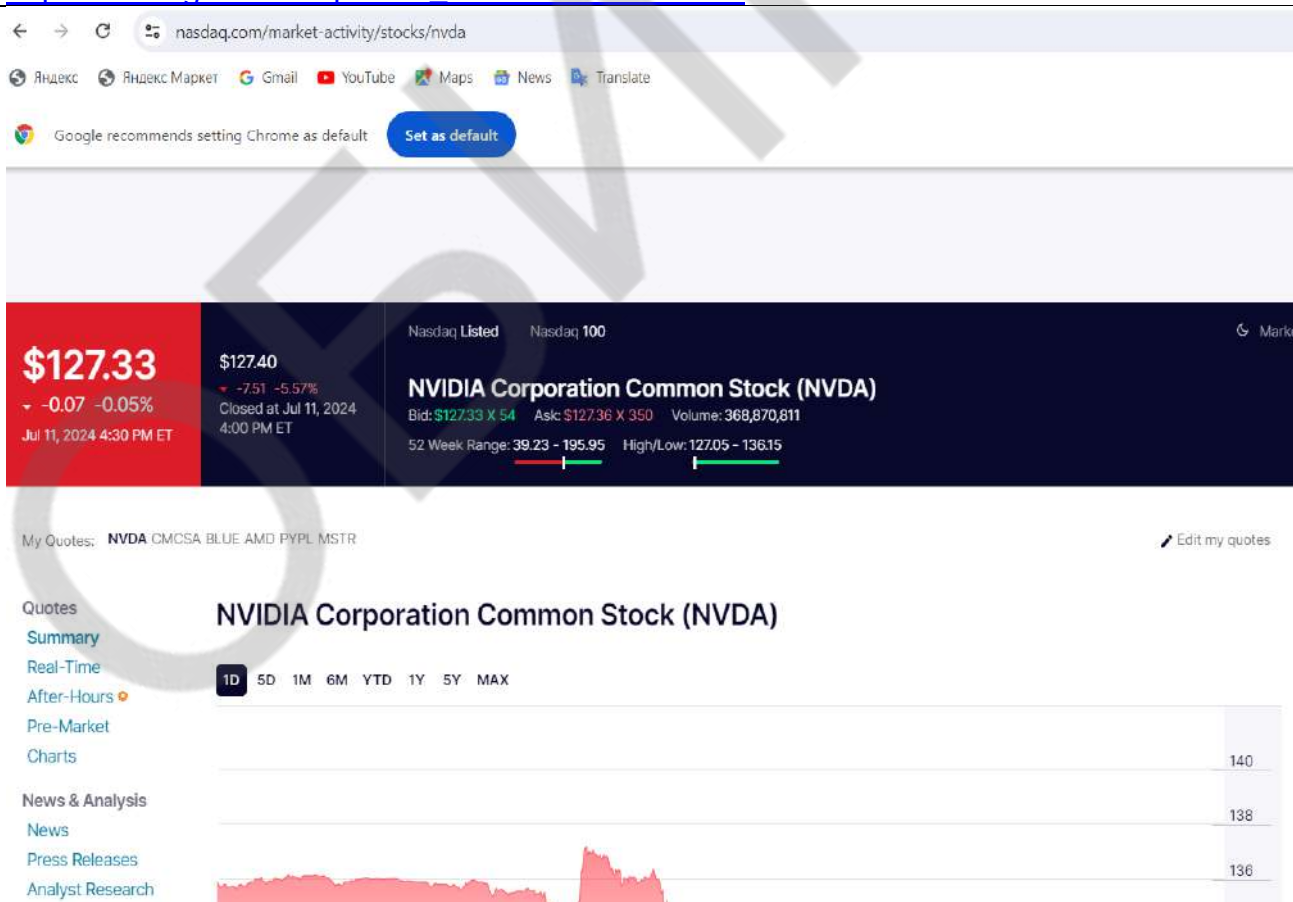 nasdaq.com/market-activity/stocks/nvda
Яндекс Яндекс Маркет Gmail YouTube Maps News Translate
Google recommends setting Chrome as default Set as default
Nasdaq Listed Nasdaq 100
$127.33
-0.07 -0.05%
Jul 11, 2024 4:30 PM ET
$127.40
-7.51 -5.57%
Closed at Jul 11, 2024
4:00 PM ET
NVIDIA Corporation Common Stock (NVDA)
Bid: $127.33 X 54 Ask: $127.36 X 350 Volume: 368,870,811
52 Week Range: 39.23 - 195.95 High/Low: 127.05 - 136.15
My Quotes: NVDA CMCSA BLUE AMD PYPL MSTR
Edit my quotes
Quotes
Summary
Real-Time
After-Hours
Pre-Market
Charts
News & Analysis
News
Press Releases
Analyst Research
NVIDIA Corporation Common Stock (NVDA)
1D 5D 1M 6M YTD 1Y 5Y MAX
140
138
136